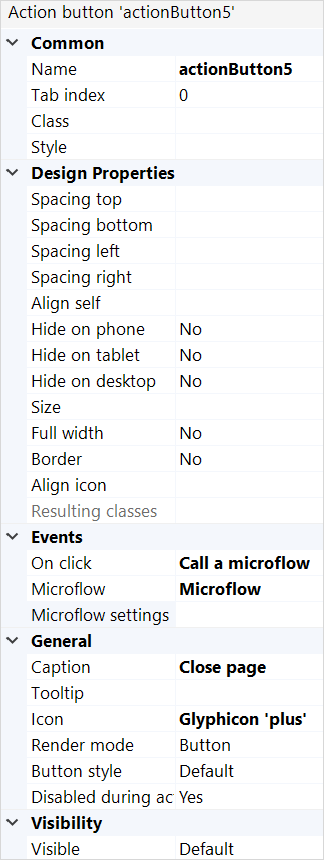 Action button 'actionButton5'
Common
Name actionButton5
Tab index 0
Class
Style
Design Properties
Spacing top
Spacing bottom
Spacing left
Spacing right
Align self
Hide on phone No
Hide on tablet No
Hide on desktop No
Size
Full width No
Border No
Align icon
Resulting classes
Events
On click Call a microflow
Microflow Microflow
Microflow settings
General
Caption Close page
Tooltip
Icon Glyphicon 'plus'
Render mode Button
Button style Default
Disabled during ac Yes
Visibility
Visible Default